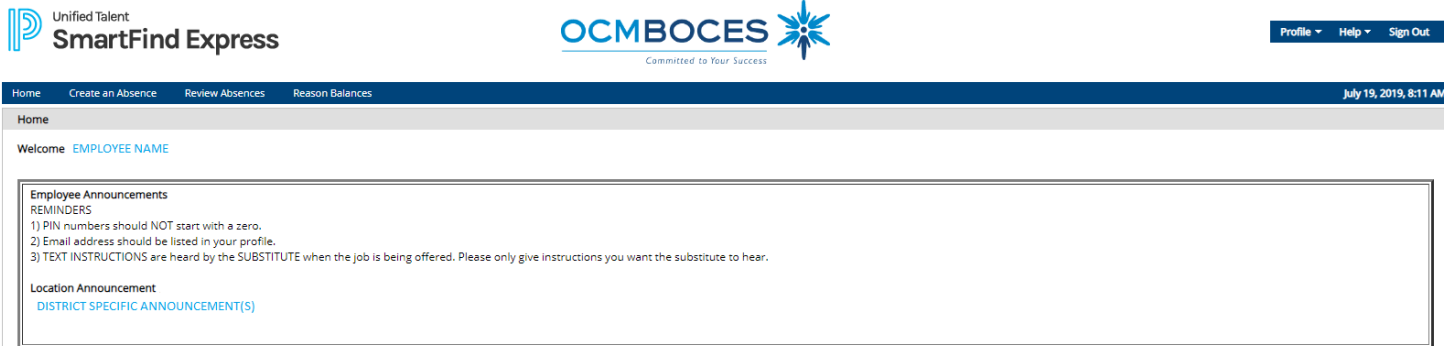 Unified Talent
SmartFind Express
OCMBOCES
Committed to Your Success
Profile Help Sign Out
Home Create an Absence Review Absences Reason Balances July 19, 2019, 8:11 AM
Home
Welcome EMPLOYEE NAME
Employee Announcements
REMINDERS
1) PIN numbers should NOT start with a zero.
2) Email address should be listed in your profile.
3) TEXT INSTRUCTIONS are heard by the SUBSTITUTE when the job is being offered. Please only give instructions you want the substitute to hear.
Location Announcement
DISTRICT SPECIFIC ANNOUNCEMENT(S)